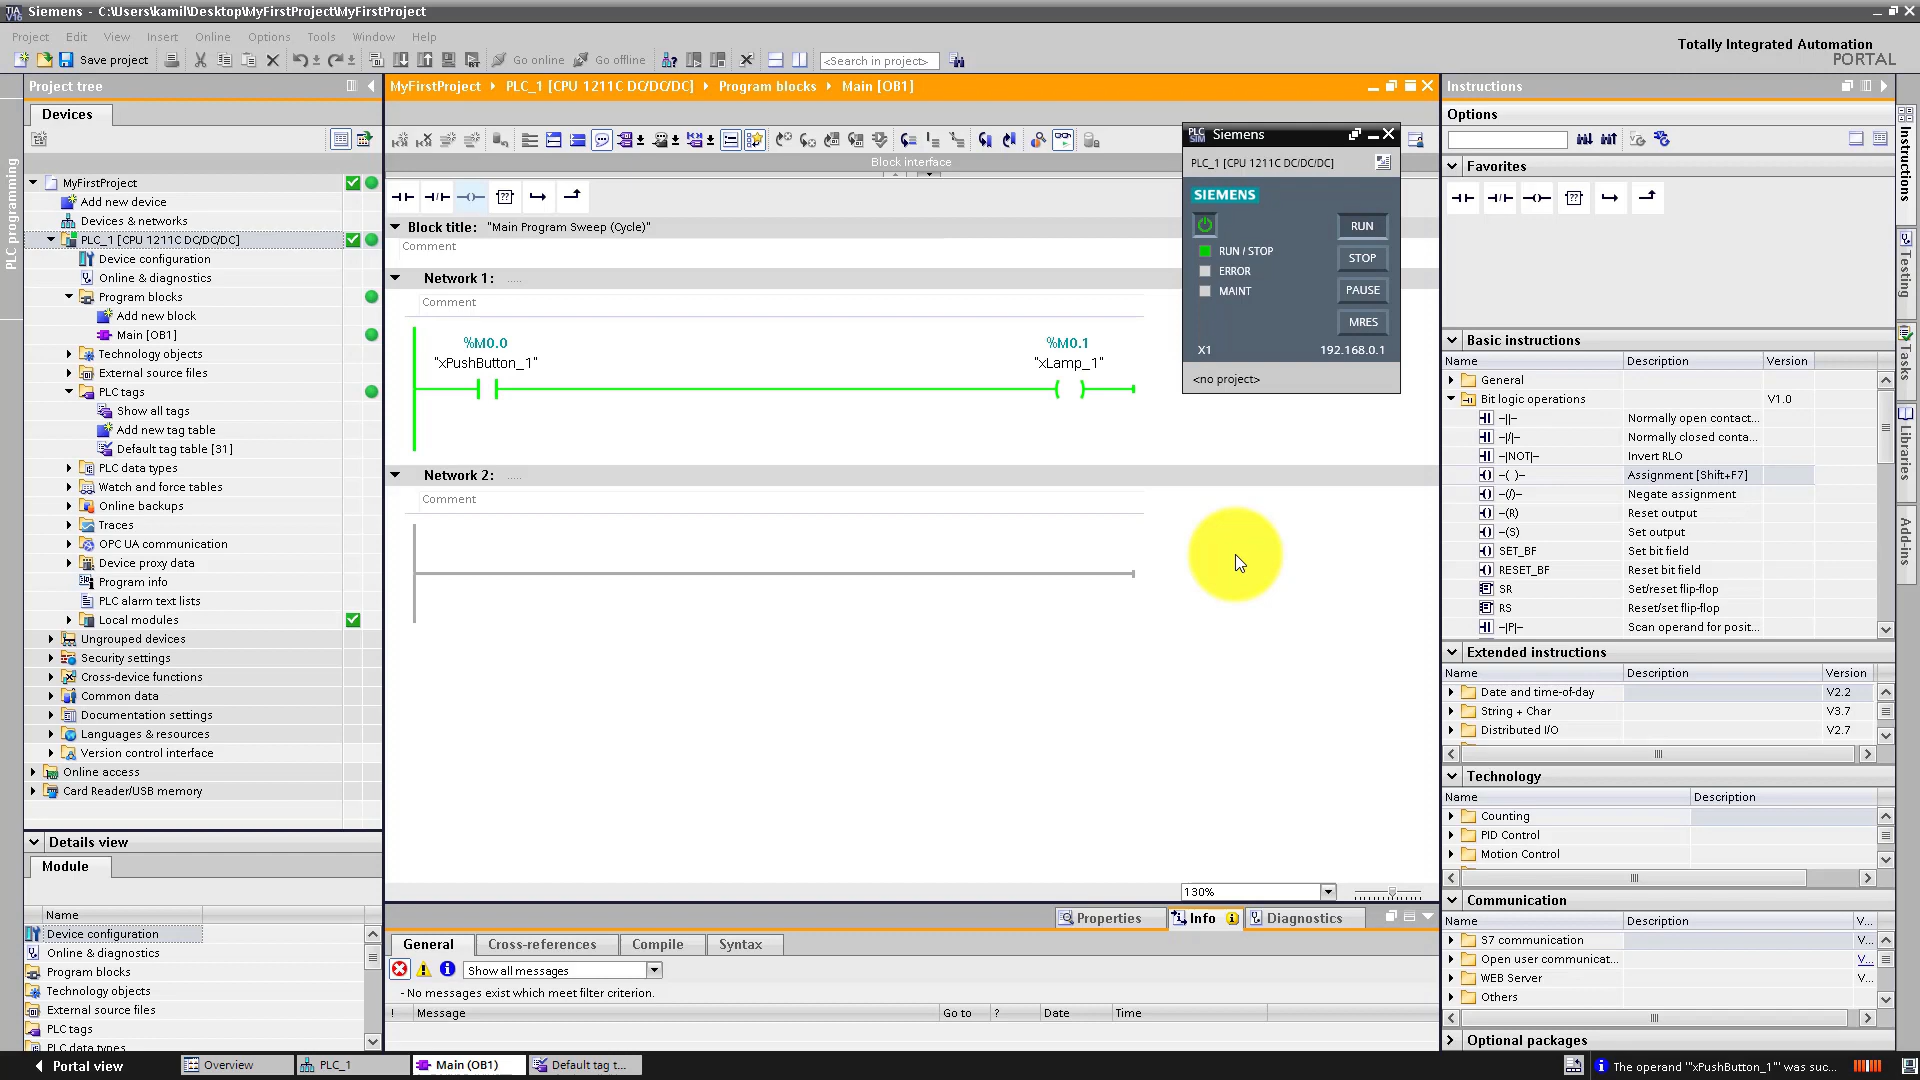 Siemens - C:\Users\kamil\Desktop\MyFirstProject\MyFirstProject
Project Edit View Insert Online Options Tools Window Help
Save project
Go online
Go offline
<Search in project>
Totally Integrated Automation
PORTAL
PLC programming
Project tree
Devices
MyFirstProject
Add new device
Devices & networks
PLC_1 [CPU 1211C DC/DC/DC]
Device configuration
Online & diagnostics
Program blocks
Add new block
Main [OB1]
Technology objects
External source files
PLC tags
Show all tags
Add new tag table
Default tag table [31]
PLC data types
Watch and force tables
Online backups
Traces
OPC UA communication
Device proxy data
Program info
PLC alarm text lists
Local modules
Ungrouped devices
Security settings
Cross-device functions
Common data
Documentation settings
Languages & resources
Version control interface
Online access
Card Reader/USB memory
Details view
Module
Name
Device configuration
Online & diagnostics
Program blocks
Technology objects
External source files
PLC tags
PLC data types
MyFirstProject PLC_1 [CPU 1211C DC/DC/DC] Program blocks Main [OB1]
Block interface
Block title: "Main Program Sweep (Cycle)"
Comment
Network 1: .....
Comment
%M0.0
"xPushButton_1"
%M0.1
"xLamp_1"
Network 2: .....
Comment
130%
PLC SIM
Siemens
PLC_1 [CPU 1211C DC/DC/DC]
SIEMENS
RUN
RUN / STOP
STOP
ERROR
PAUSE
MAINT
MRES
X1 192.168.0.1
<no project>
Properties
Info
Diagnostics
General
Cross-references
Compile
Syntax
Show all messages
- No messages exist which meet filter criterion.
! Message Go to ? Date Time
Instructions
Options
Favorites
Basic instructions
Name Description Version
General
Bit logic operations V1.0
-||- Normally open contact...
-|/|- Normally closed conta...
-|NOT|- Invert RLO
-( )- Assignment [Shift+F7]
-(/)- Negate assignment
-(R) Reset output
-(S) Set output
SET_BF Set bit field
RESET_BF Reset bit field
SR Set/reset flip-flop
RS Reset/set flip-flop
-|P|- Scan operand for posit...
Extended instructions
Name Description Version
Date and time-of-day V2.2
String + Char V3.7
Distributed I/O V2.7
Technology
Name Description
Counting
PID Control
Motion Control
Communication
Name Description V...
S7 communication V...
Open user communicat... V...
WEB Server V...
Others
Optional packages
Instructions
Testing
Tasks
Libraries
Add-ins
Portal view
Overview
PLC_1
Main (OB1)
Default tag t...
The operand '"xPushButton_1"' was suc...